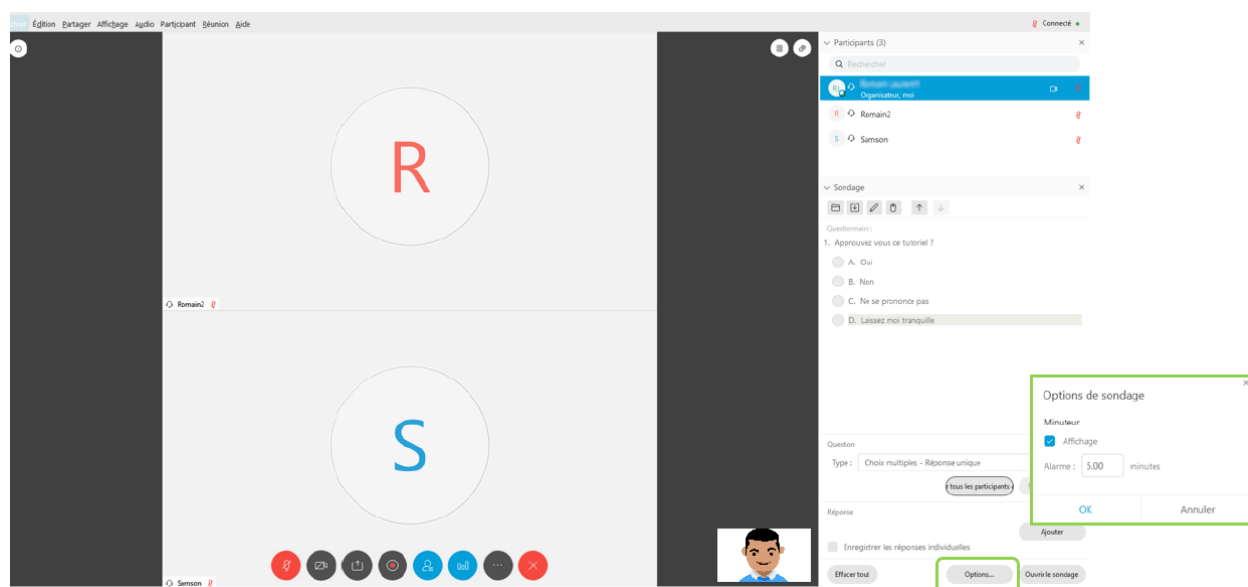 Édition Partager Affichage Audio Participant Réunion Aide
Connecté
Participants (3)
Rechercher
R
Organisateur, moi
R Romain2
S Samson
R
Romain2
S
Samson
Sondage
Questionnaire :
1. Approuvez vous ce tutoriel ?
A. Oui
B. Non
C. Ne se prononce pas
D. Laissez moi tranquille
Question
Type : Choix multiples - Réponse unique
tous les participants
Réponse
Ajouter
Enregistrer les réponses individuelles
Effacer tout
Options...
Ouvrir le sondage
Options de sondage
Minuteur
Affichage
Alarme : 5.00 minutes
OK
Annuler